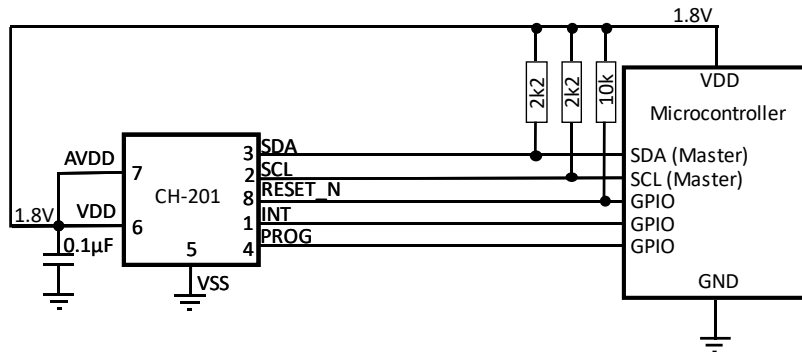 1.8V
VDD
Microcontroller
2k2
2k2
10k
SDA
SDA (Master)
AVDD
7
3
CH-201
2
SCL
SCL (Master)
8
RESET_N
GPIO
1.8V
VDD
6
1
INT
GPIO
0.1µF
5
4
PROG
GPIO
VSS
GND